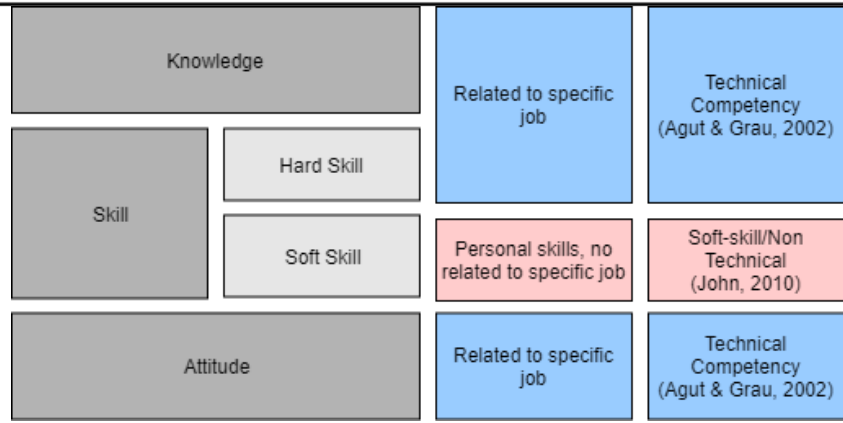 Knowledge
Related to specific
job
Technical
Competency
(Agut & Grau, 2002)
Skill
Hard Skill
Soft Skill
Personal skills, no
related to specific job
Soft-skill/Non
Technical
(John, 2010)
Attitude
Related to specific
job
Technical
Competency
(Agut & Grau, 2002)